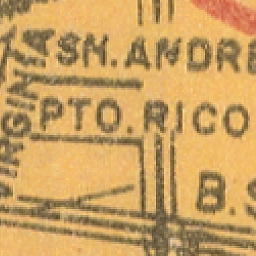 SN. ANDRE
PTO. RICO
VIRGINIA
B.S